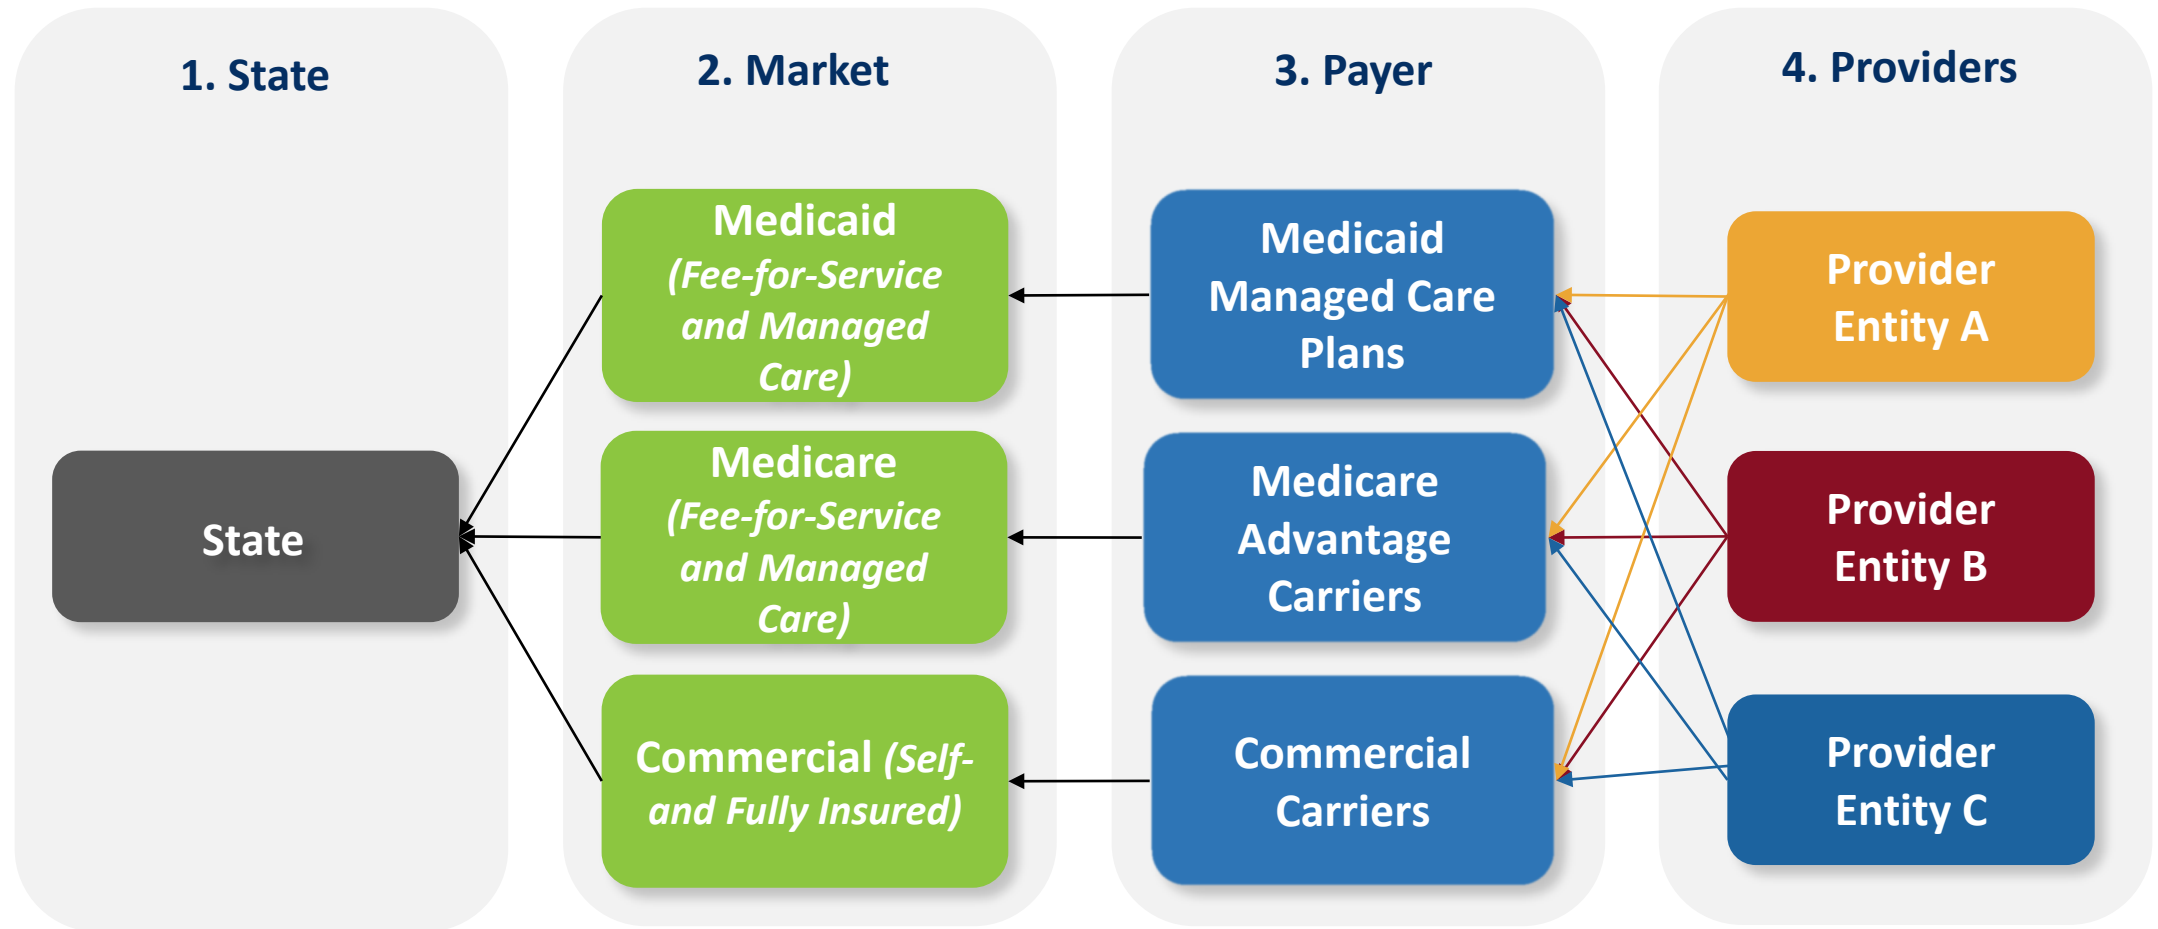 1. State
State
2. Market
Medicaid
(Fee-for-Service
and Managed
Care)
Medicare
(Fee-for-Service
and Managed
Care)
Commercial (Self-
and Fully Insured)
3. Payer
Medicaid
Managed Care
Plans
Medicare
Advantage
Carriers
Commercial
Carriers
4. Providers
Provider
Entity A
Provider
Entity B
Provider
Entity C